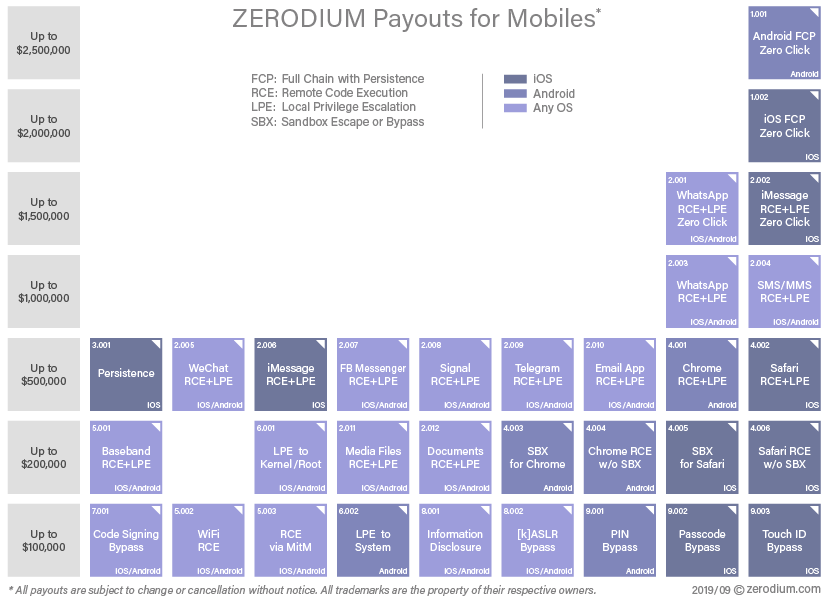 ZERODIUM Payouts for Mobiles*
FCP: Full Chain with Persistence
RCE: Remote Code Execution
LPE: Local Privilege Escalation
SBX: Sandbox Escape or Bypass
iOS
Android
Any OS
Up to
$2,500,000
1.001
Android FCP
Zero Click
Android
Up to
$2,000,000
1.002
iOS FCP
Zero Click
iOS
Up to
$1,500,000
2.001
WhatsApp
RCE+LPE
Zero Click
iOS/Android
2.002
iMessage
RCE+LPE
Zero Click
iOS
Up to
$1,000,000
2.003
WhatsApp
RCE+LPE
iOS/Android
2.004
SMS/MMS
RCE+LPE
iOS/Android
Up to
$500,000
3.001
Persistence
iOS
2.005
WeChat
RCE+LPE
iOS/Android
2.006
iMessage
RCE+LPE
iOS
2.007
FB Messenger
RCE+LPE
iOS/Android
2.008
Signal
RCE+LPE
iOS/Android
2.009
Telegram
RCE+LPE
iOS/Android
2.010
Email App
RCE+LPE
iOS/Android
4.001
Chrome
RCE+LPE
Android
4.002
Safari
RCE+LPE
iOS
Up to
$200,000
5.001
Baseband
RCE+LPE
iOS/Android
6.001
LPE to
Kernel/Root
iOS/Android
2.011
Media Files
RCE+LPE
iOS/Android
2.012
Documents
RCE+LPE
iOS/Android
4.003
SBX
for Chrome
Android
4.004
Chrome RCE
w/o SBX
Android
4.005
SBX
for Safari
iOS
4.006
Safari RCE
w/o SBX
iOS
Up to
$100,000
7.001
Code Signing
Bypass
iOS/Android
5.002
WiFi
RCE
iOS/Android
5.003
RCE
via MitM
iOS/Android
6.002
LPE to
System
Android
8.001
Information
Disclosure
iOS/Android
8.002
[k]ASLR
Bypass
iOS/Android
9.001
PIN
Bypass
Android
9.002
Passcode
Bypass
iOS
9.003
Touch ID
Bypass
iOS
* All payouts are subject to change or cancellation without notice. All trademarks are the property of their respective owners.
2019/09 © zerodium.com